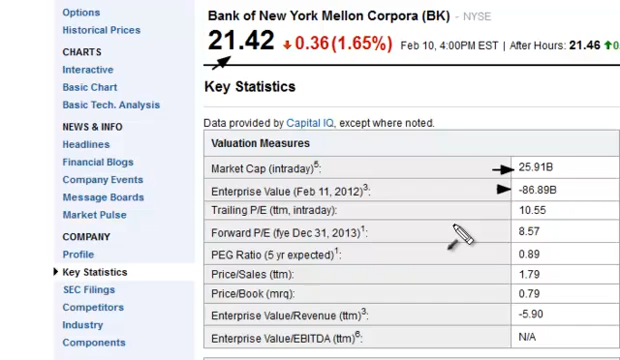 Options
Historical Prices
CHARTS
Interactive
Basic Chart
Basic Tech. Analysis
NEWS & INFO
Headlines
Financial Blogs
Company Events
Message Boards
Market Pulse
COMPANY
Profile
Key Statistics
SEC Filings
Competitors
Industry
Components
Bank of New York Mellon Corpora (BK) - NYSE
21.42 0.36(1.65%) Feb 10, 4:00PM EST | After Hours: 21.46 0
Key Statistics
Data provided by Capital IQ, except where noted.
Valuation Measures
Market Cap (intraday)5: 25.91B
Enterprise Value (Feb 11, 2012)3: -86.89B
Trailing P/E (ttm, intraday): 10.55
Forward P/E (fye Dec 31, 2013)1: 8.57
PEG Ratio (5 yr expected)1: 0.89
Price/Sales (ttm): 1.79
Price/Book (mrq): 0.79
Enterprise Value/Revenue (ttm)3: -5.90
Enterprise Value/EBITDA (ttm)6: N/A